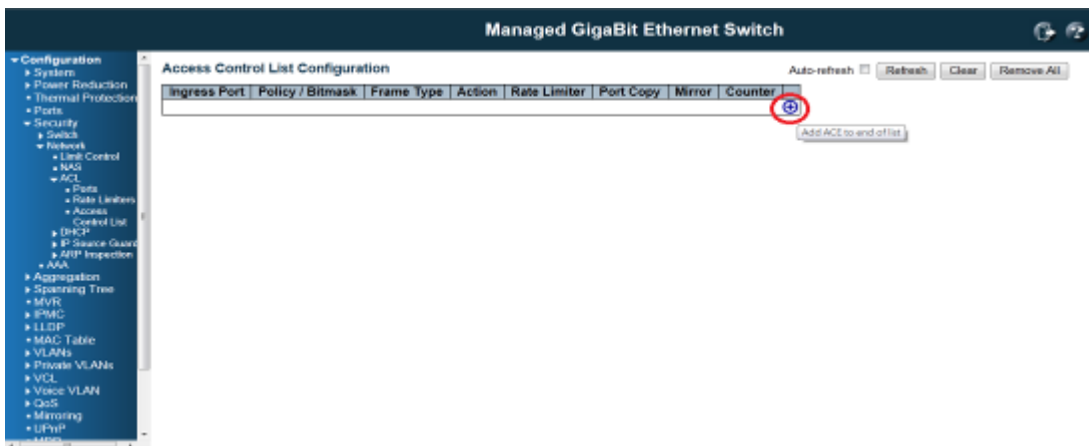 Managed GigaBit Ethernet Switch
Configuration
System
Power Reduction
Thermal Protection
Ports
Security
Switch
Network
Limit Control
NAS
ACL
Ports
Rate Limiters
Access
Control List
DHCP
IP Source Guard
ARP Inspection
AAA
Aggregation
Spanning Tree
MVR
IPMC
LLDP
MAC Table
VLANs
Private VLANs
VCL
Voice VLAN
QoS
Mirroring
UPnP
Access Control List Configuration
Auto-refresh Refresh Clear Remove All
Ingress Port Policy / Bitmask Frame Type Action Rate Limiter Port Copy Mirror Counter
Add ACE to end of list